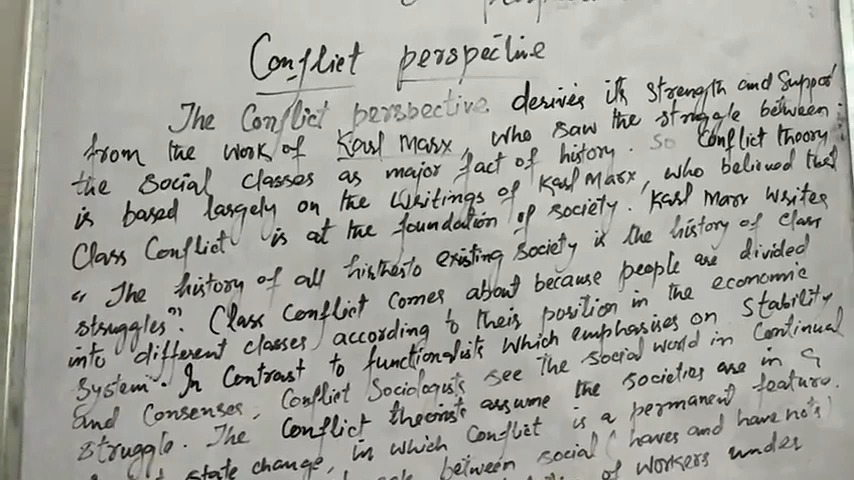 Conflict perspective
The Conflict perspective derives its strength and support
from the work of Karl Marx, who saw the struggle between
the social classes as major fact of history. So Conflict theory
is based largely on the writings of Karl Marx, who believed that
Class Conflict is at the foundation of society. Karl Marx writes
" The history of all hitherto existing society is the history of class
struggles". Class Conflict comes about because people are divided
into different classes according to their position in the economic
system. In Contrast to functionalists which emphasises on stability
and Consenses, Conflict Sociologists see the social world in Continual
struggle. The Conflict theorists assume the societies are in a
state change, in which Conflict is a permanent feature.
between social (haves and have nots)
of workers under